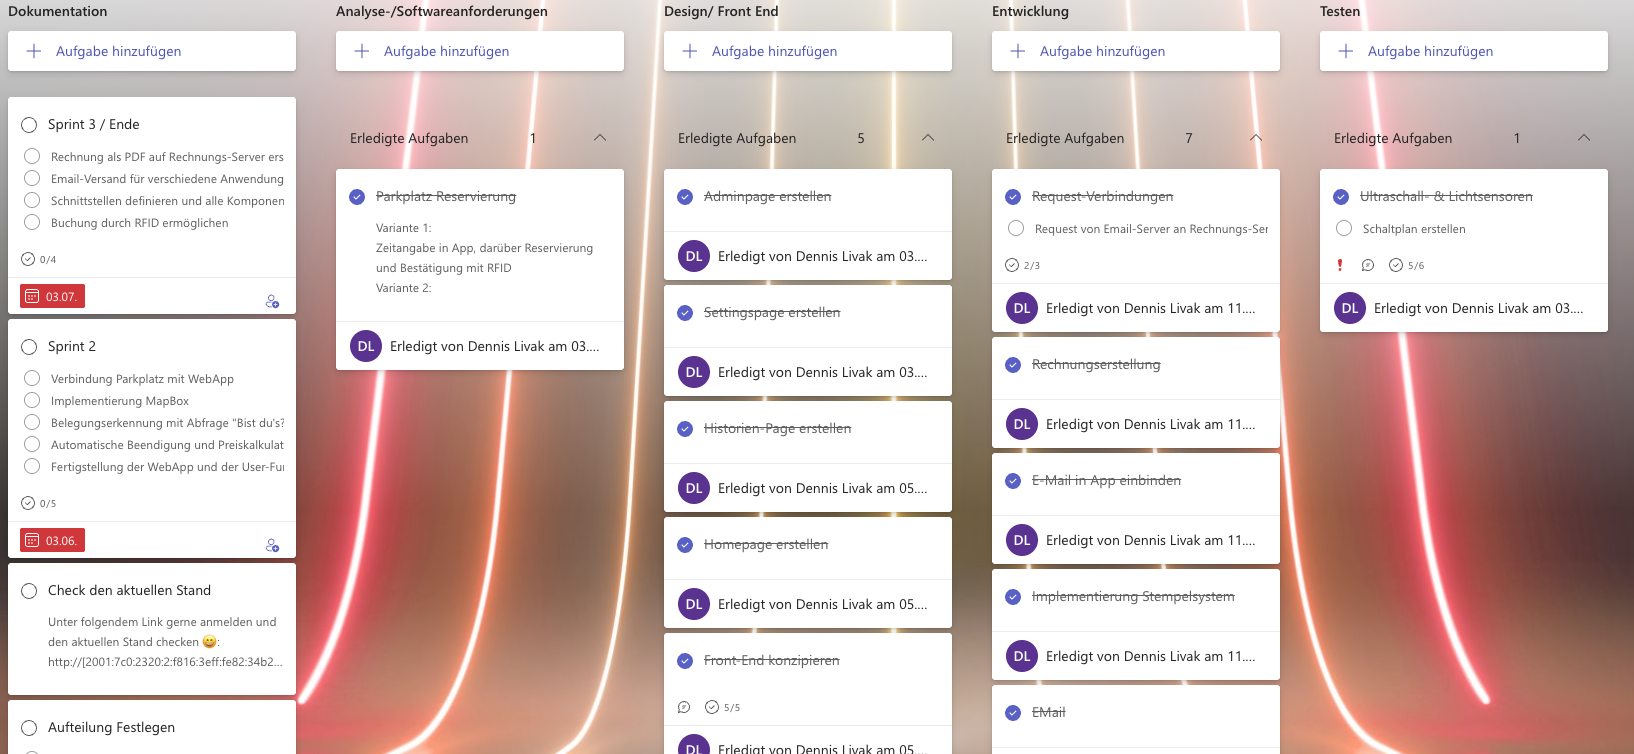 Dokumentation
Aufgabe hinzufügen
Sprint 3 / Ende
Rechnung als PDF auf Rechnungs-Server ers
Email-Versand für verschiedene Anwendung
Schnittstellen definieren und alle Komponen
Buchung durch RFID ermöglichen
0/4
03.07.
Sprint 2
Verbindung Parkplatz mit WebApp
Implementierung MapBox
Belegungserkennung mit Abfrage "Bist du's?
Automatische Beendigung und Preiskalkulat
Fertigstellung der WebApp und der User-Fun
0/5
03.06.
Check den aktuellen Stand
Unter folgendem Link gerne anmelden und
den aktuellen Stand checken 😄:
http://[2001:7c0:2320:2:f816:3eff:fe82:34b2...
Aufteilung Festlegen
Analyse-/Softwareanforderungen
Aufgabe hinzufügen
Erledigte Aufgaben 1
Parkplatz Reservierung
Variante 1:
Zeitangabe in App, darüber Reservierung
und Bestätigung mit RFID
Variante 2:
DL Erledigt von Dennis Livak am 03....
Design/ Front End
Aufgabe hinzufügen
Erledigte Aufgaben 5
Adminpage erstellen
DL Erledigt von Dennis Livak am 03....
Settingspage erstellen
DL Erledigt von Dennis Livak am 03....
Historien-Page erstellen
DL Erledigt von Dennis Livak am 05....
Homepage erstellen
DL Erledigt von Dennis Livak am 05....
Front-End konzipieren
5/5
DL Erledigt von Dennis Livak am 05....
Entwicklung
Aufgabe hinzufügen
Erledigte Aufgaben 7
Request-Verbindungen
Request von Email-Server an Rechnungs-Ser
2/3
DL Erledigt von Dennis Livak am 11....
Rechnungserstellung
DL Erledigt von Dennis Livak am 11....
E-Mail in App einbinden
DL Erledigt von Dennis Livak am 11....
Implementierung Stempelsystem
DL Erledigt von Dennis Livak am 11....
EMail
Testen
Aufgabe hinzufügen
Erledigte Aufgaben 1
Ultraschall- & Lichtsensoren
Schaltplan erstellen
5/6
DL Erledigt von Dennis Livak am 03....